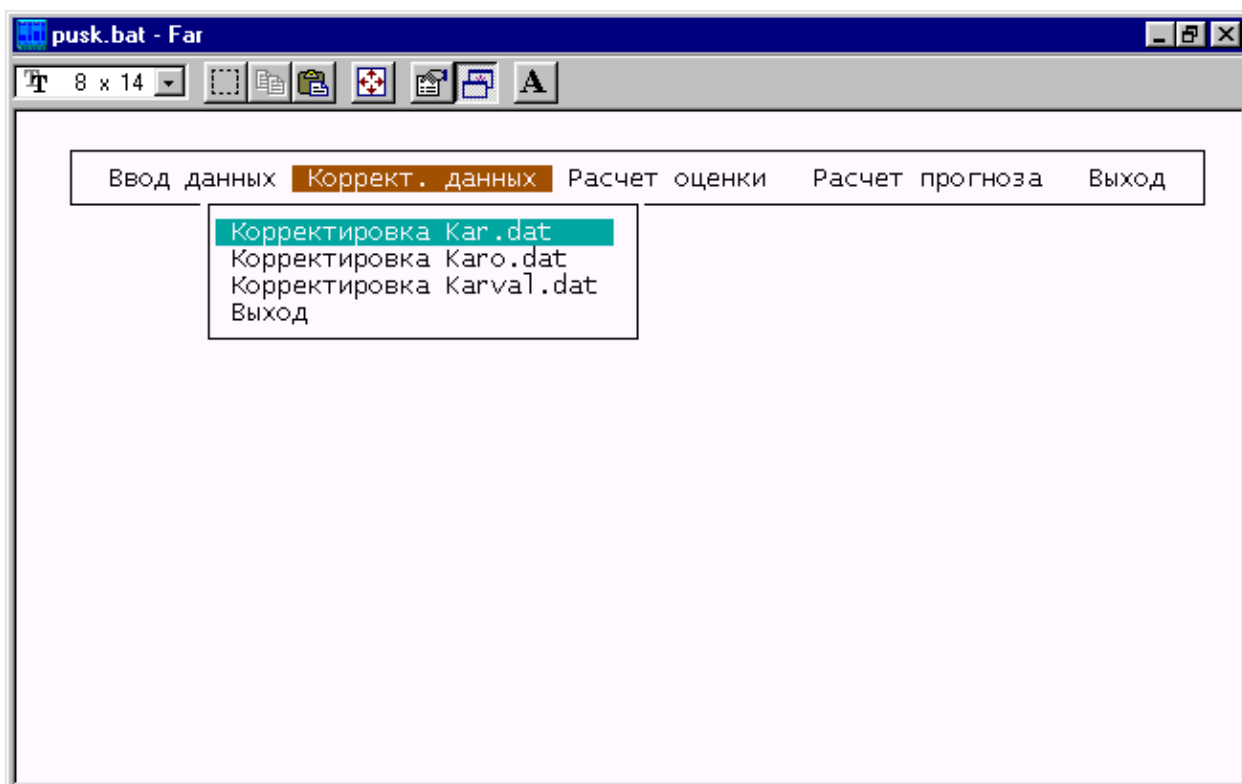 pusk.bat - Far
8 x 14 A
Ввод данных Коррект. данных Расчет оценки Расчет прогноза Выход
Корректировка Kar.dat
Корректировка Karo.dat
Корректировка Karval.dat
Выход